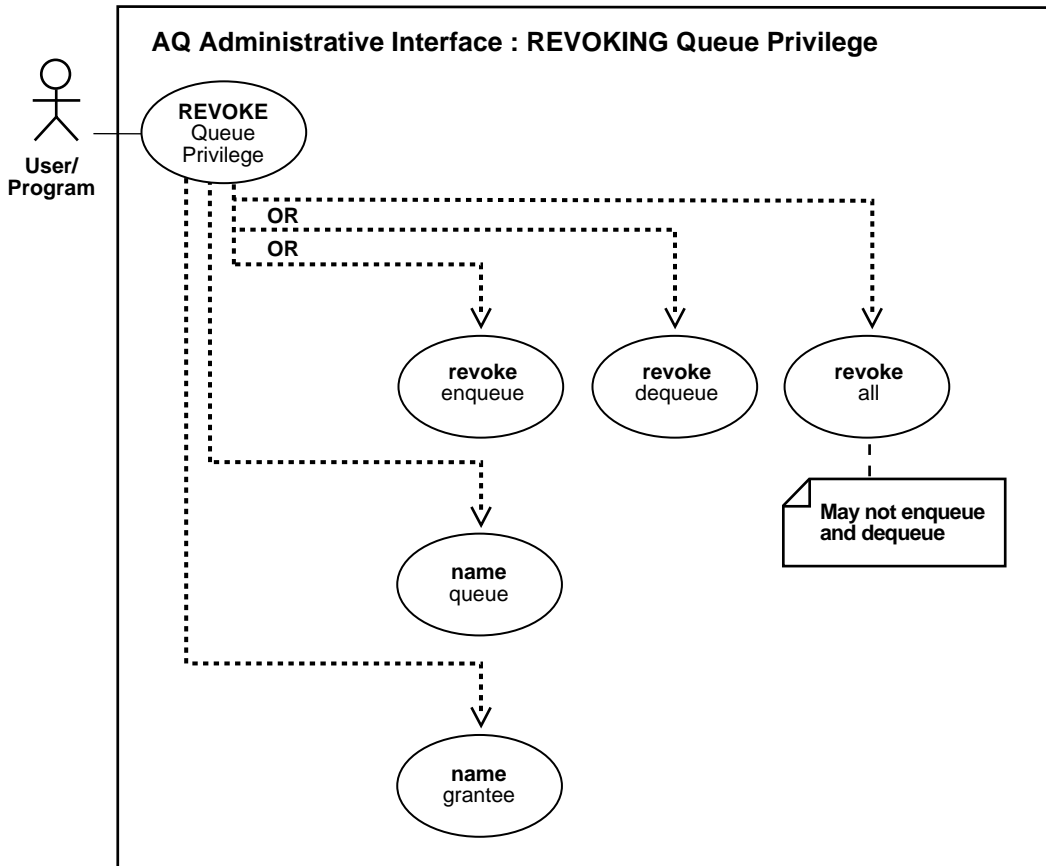 AQ Administrative Interface : REVOKING Queue Privilege
User/
Program
REVOKE
Queue
Privilege
OR
OR
revoke
enqueue
revoke
dequeue
revoke
all
May not enqueue
and dequeue
name
queue
name
grantee